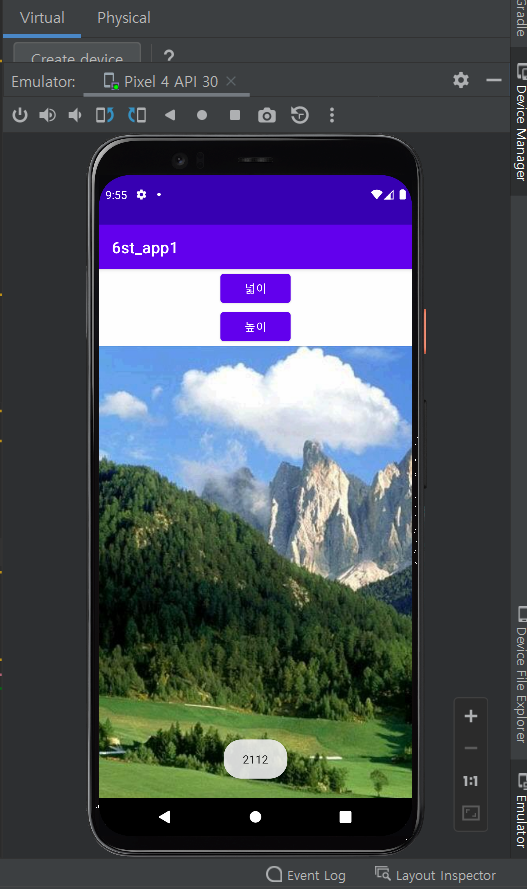 Virtual Physical
Create device ?
Emulator: Pixel 4 API 30
9:55
6st_app1
넓이
높이
2112
1:1
Event Log Layout Inspector
Gradle
Device Manager
Device File Explorer
Emulator